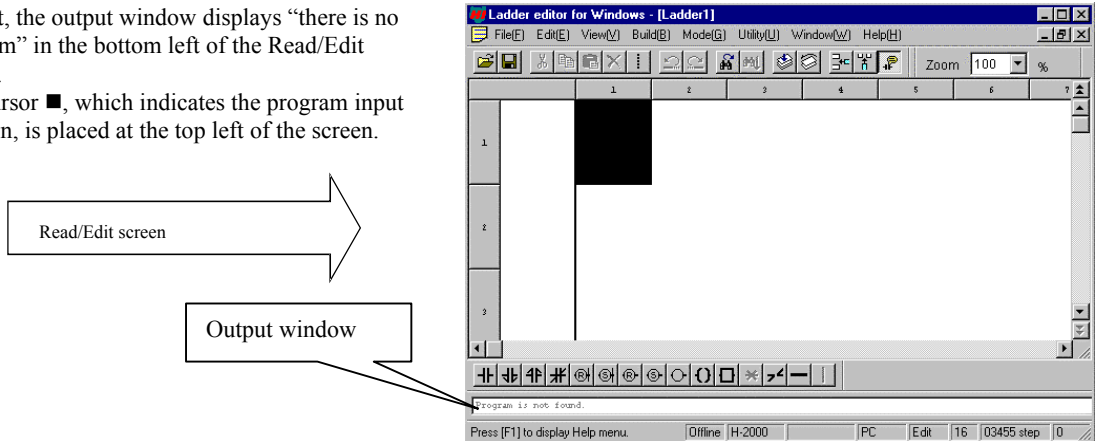 t, the output window displays “there is no
m” in the bottom left of the Read/Edit
rsor ■, which indicates the program input
n, is placed at the top left of the screen.
Read/Edit screen
Output window
Ladder editor for Windows - [Ladder1]
File(F) Edit(E) View(V) Build(B) Mode(G) Utility(U) Window(W) Help(H)
Zoom 100 %
1 2 3 4 5 6 7
1
2
3
Program is not found.
Press [F1] to display Help menu. Offline H-2000 PC Edit 16 03455 step 0